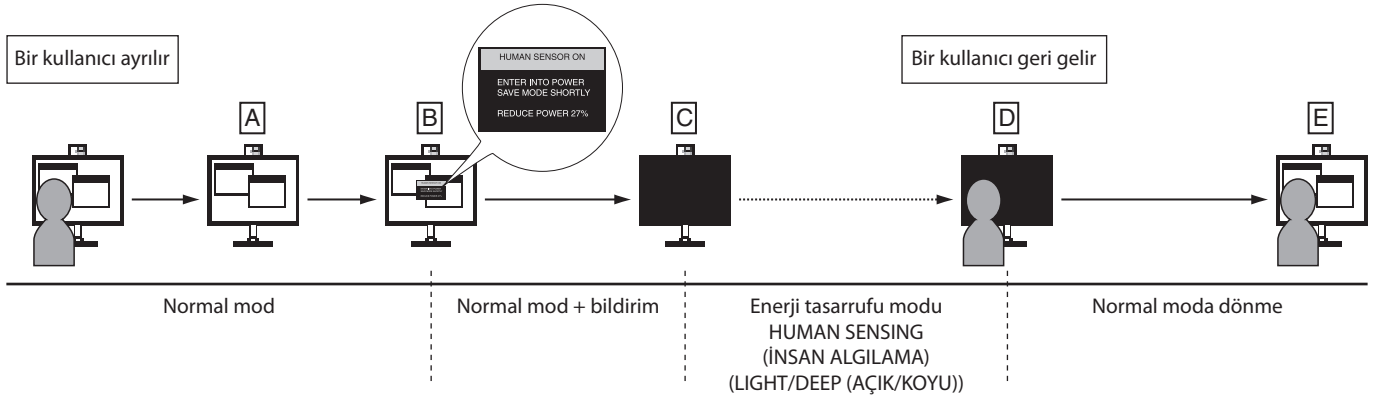 Bir kullanıcı ayrılır
HUMAN SENSOR ON
ENTER INTO POWER
SAVE MODE SHORTLY
REDUCE POWER 27%
Bir kullanıcı geri gelir
A
B
C
D
E
Normal mod
Normal mod + bildirim
Enerji tasarrufu modu
HUMAN SENSING
(İNSAN ALGILAMA)
(LIGHT/DEEP (AÇIK/KOYU))
Normal moda dönme